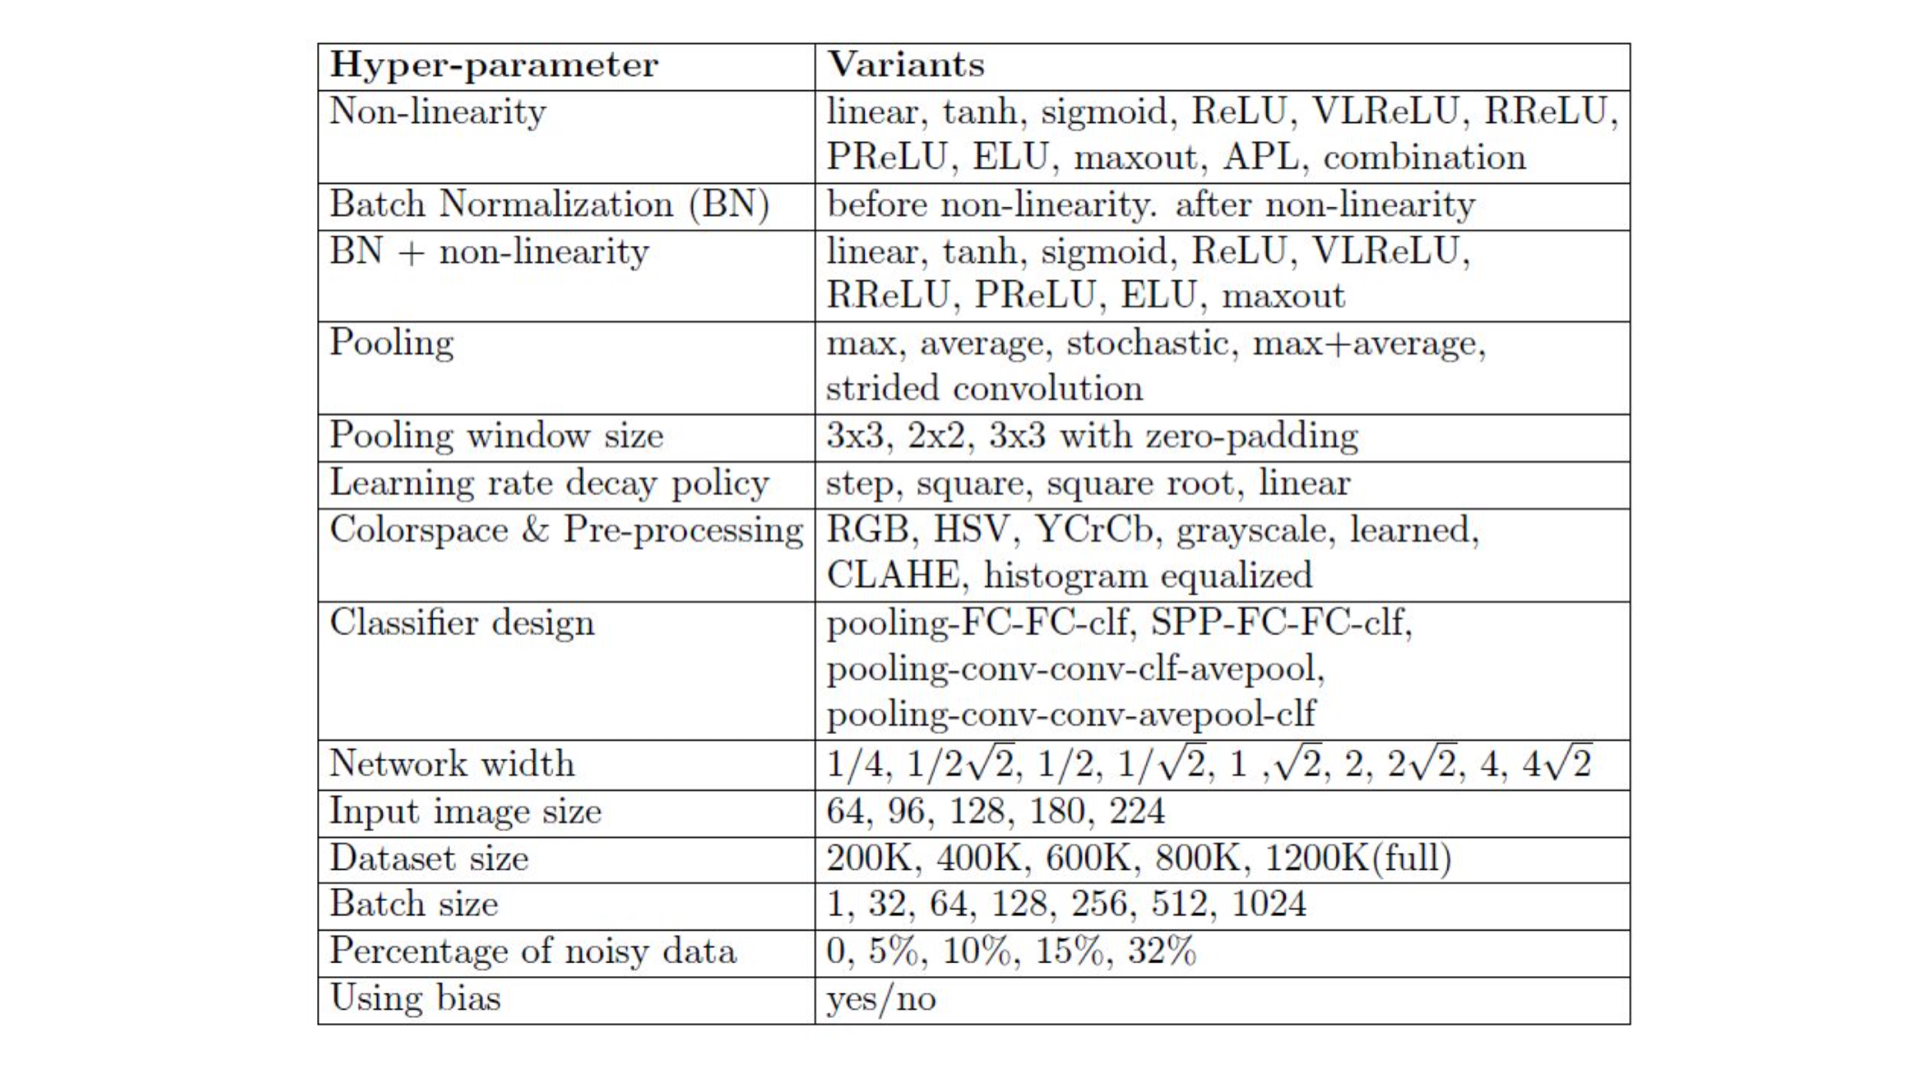 Hyper-parameter Variants
Non-linearity linear, tanh, sigmoid, ReLU, VLReLU, RReLU,
PReLU, ELU, maxout, APL, combination
Batch Normalization (BN) before non-linearity. after non-linearity
BN + non-linearity linear, tanh, sigmoid, ReLU, VLReLU,
RReLU, PReLU, ELU, maxout
Pooling max, average, stochastic, max+average,
strided convolution
Pooling window size 3x3, 2x2, 3x3 with zero-padding
Learning rate decay policy step, square, square root, linear
Colorspace & Pre-processing RGB, HSV, YCrCb, grayscale, learned,
CLAHE, histogram equalized
Classifier design pooling-FC-FC-clf, SPP-FC-FC-clf,
pooling-conv-conv-clf-avepool,
pooling-conv-conv-avepool-clf
Network width 1/4, 1/2√2, 1/2, 1/√2, 1 ,√2, 2, 2√2, 4, 4√2
Input image size 64, 96, 128, 180, 224
Dataset size 200K, 400K, 600K, 800K, 1200K(full)
Batch size 1, 32, 64, 128, 256, 512, 1024
Percentage of noisy data 0, 5%, 10%, 15%, 32%
Using bias yes/no